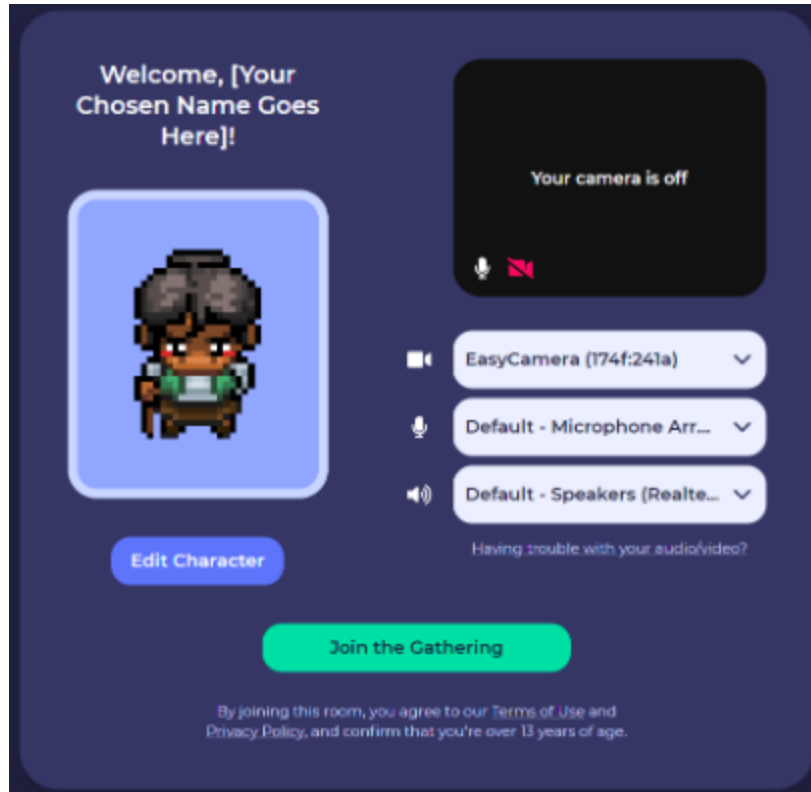 Welcome, [Your
Chosen Name Goes
Here]!
Your camera is off
EasyCamera (174f:241a)
Default - Microphone Arr...
Default - Speakers (Realte...
Having trouble with your audio/video?
Edit Character
Join the Gathering
By joining this room, you agree to our Terms of Use and
Privacy Policy, and confirm that you're over 13 years of age.